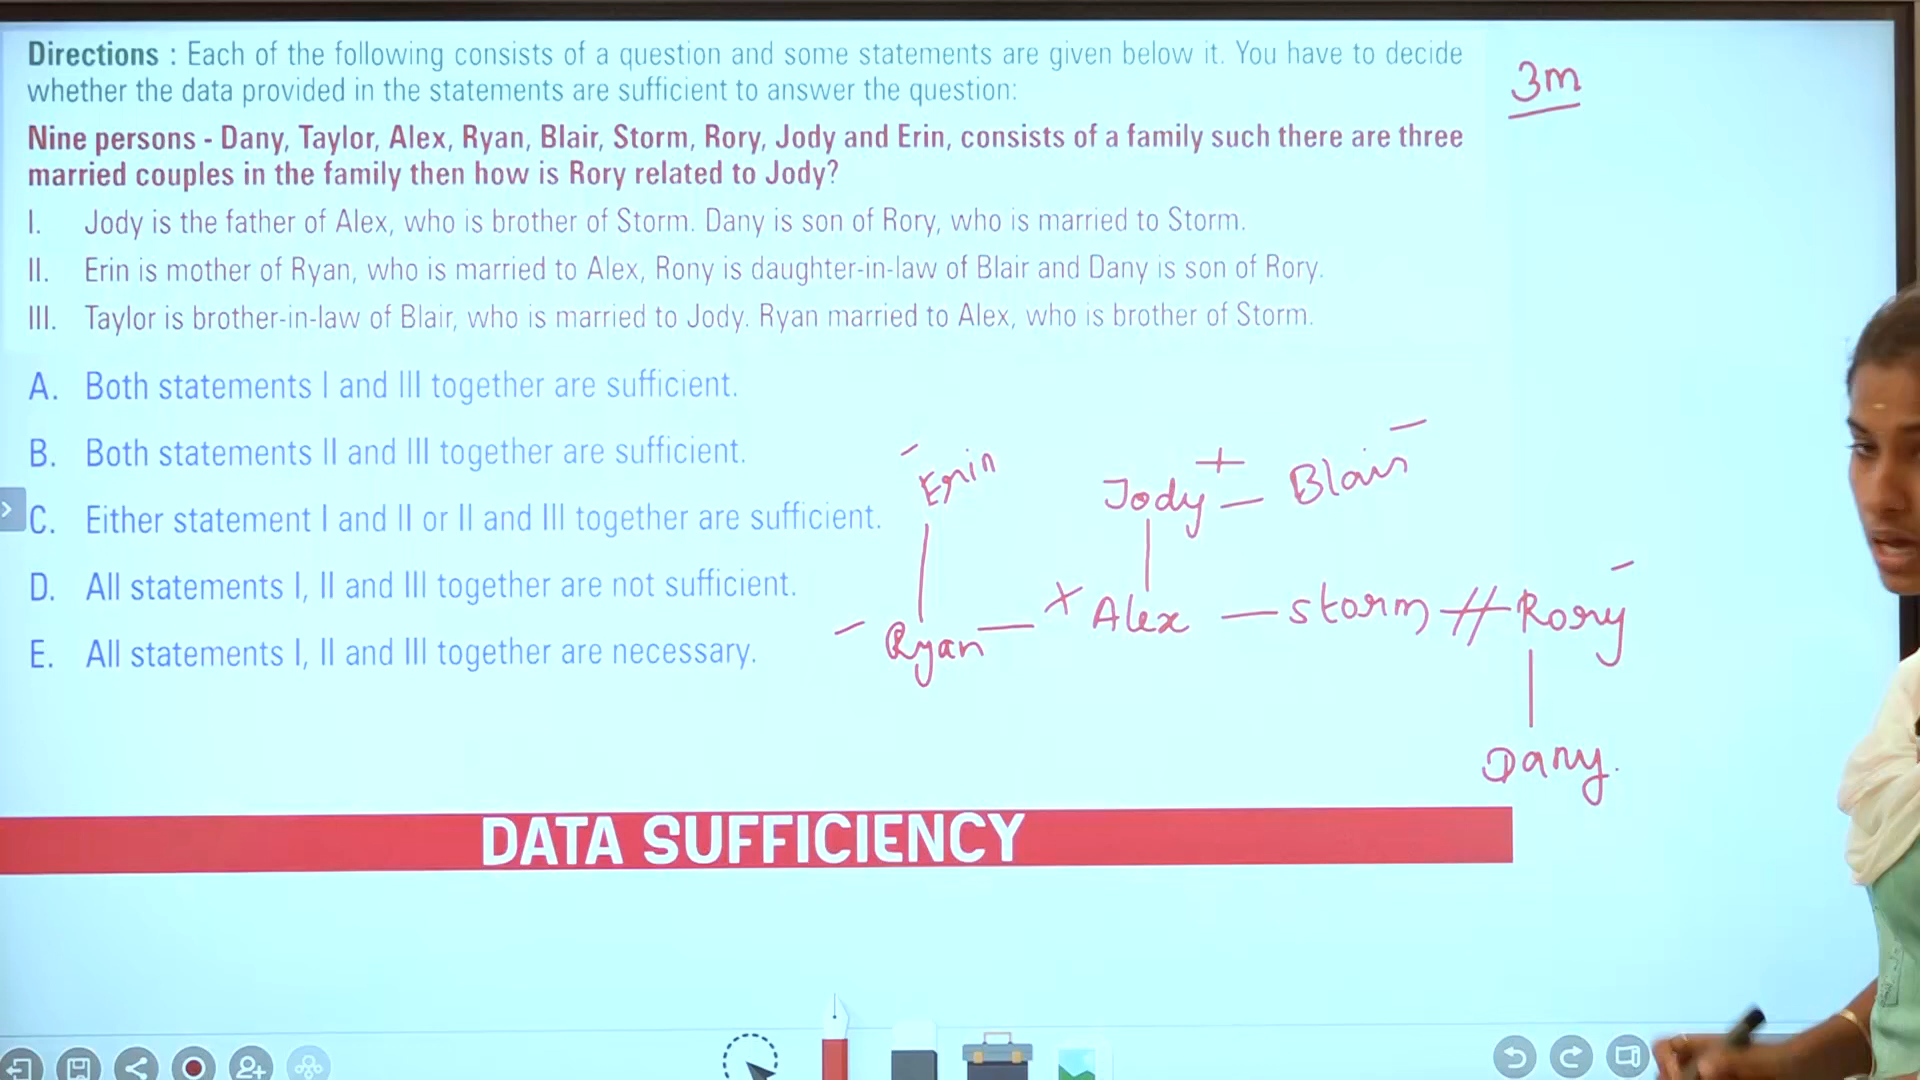 Directions : Each of the following consists of a question and some statements are given below it. You have to decide
whether the data provided in the statements are sufficient to answer the question:
3m
Nine persons - Dany, Taylor, Alex, Ryan, Blair, Storm, Rory, Jody and Erin, consists of a family such there are three
married couples in the family then how is Rory related to Jody?
I. Jody is the father of Alex, who is brother of Storm. Dany is son of Rory, who is married to Storm.
II. Erin is mother of Ryan, who is married to Alex, Rony is daughter-in-law of Blair and Dany is son of Rory.
III. Taylor is brother-in-law of Blair, who is married to Jody. Ryan married to Alex, who is brother of Storm.
A. Both statements I and III together are sufficient.
B. Both statements II and III together are sufficient.
C. Either statement I and II or II and III together are sufficient.
D. All statements I, II and III together are not sufficient.
E. All statements I, II and III together are necessary.
- Erin Jody + — Blair -
- Ryan — + Alex — storm # Rory -
Dany.
DATA SUFFICIENCY